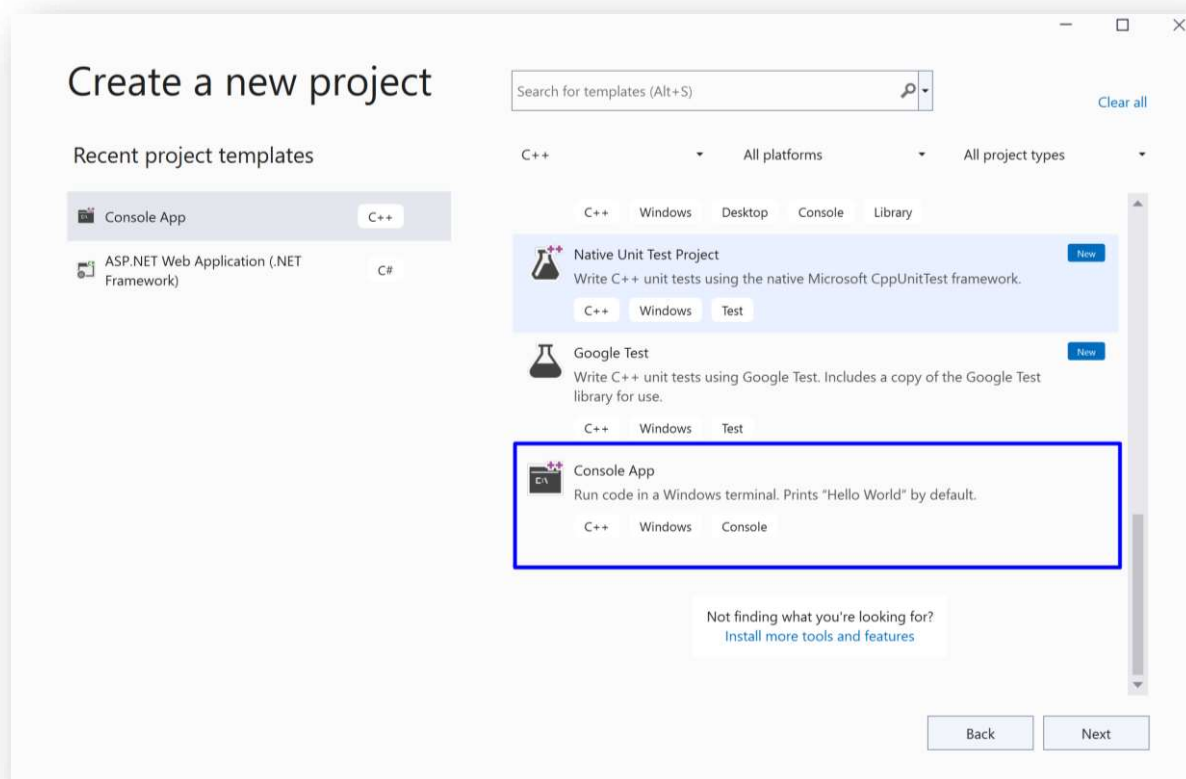 Create a new project
Search for templates (Alt+S)
Clear all
Recent project templates
C++
All platforms
All project types
Console App
C++
ASP.NET Web Application (.NET
Framework)
C#
C++ Windows Desktop Console Library
Native Unit Test Project
New
Write C++ unit tests using the native Microsoft CppUnitTest framework.
C++ Windows Test
Google Test
New
Write C++ unit tests using Google Test. Includes a copy of the Google Test
library for use.
C++ Windows Test
Console App
Run code in a Windows terminal. Prints "Hello World" by default.
C++ Windows Console
Not finding what you're looking for?
Install more tools and features
Back
Next